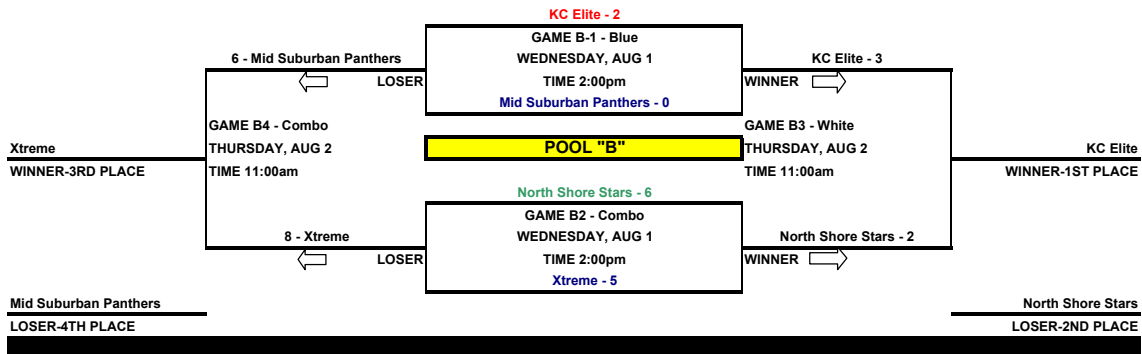 KC Elite - 2
GAME B-1 - Blue
6 - Mid Suburban Panthers
WEDNESDAY, AUG 1
KC Elite - 3
LOSER
TIME 2:00pm
WINNER
Mid Suburban Panthers - 0
GAME B4 - Combo
GAME B3 - White
Xtreme
THURSDAY, AUG 2
POOL "B"
THURSDAY, AUG 2
KC Elite
WINNER-3RD PLACE
TIME 11:00am
TIME 11:00am
WINNER-1ST PLACE
North Shore Stars - 6
GAME B2 - Combo
8 - Xtreme
WEDNESDAY, AUG 1
North Shore Stars - 2
LOSER
TIME 2:00pm
WINNER
Xtreme - 5
Mid Suburban Panthers
North Shore Stars
LOSER-4TH PLACE
LOSER-2ND PLACE